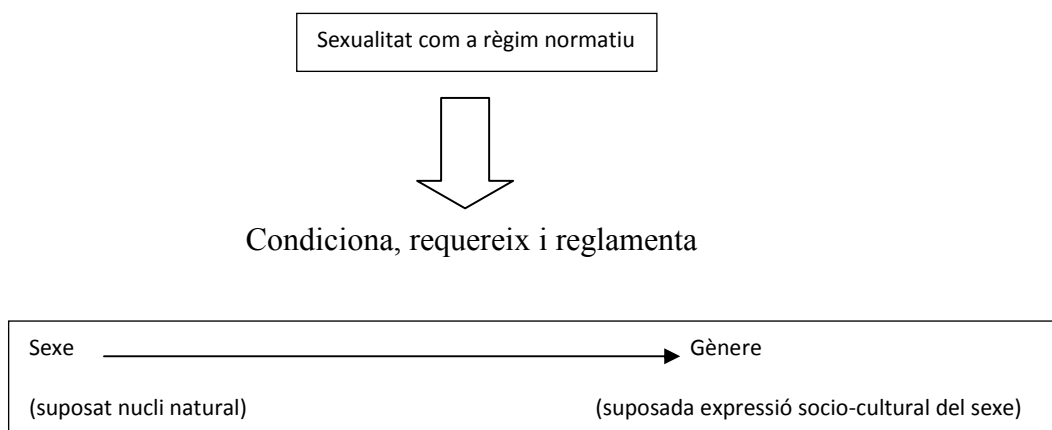 Sexualitat com a règim normatiu
Condiciona, requereix i reglamenta
Sexe Gènere
(suposat nucli natural) (suposada expressió socio-cultural del sexe)